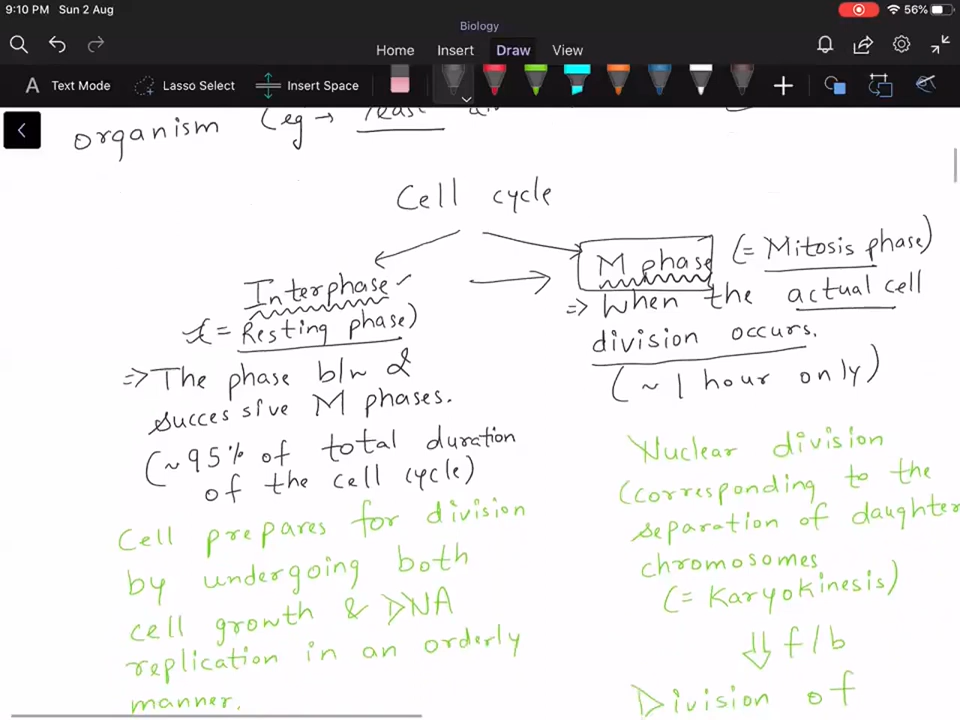 9:10 PM Sun 2 Aug
56%
Biology
Home Insert Draw View
A Text Mode Lasso Select Insert Space
organism (eg →
Cell cycle
Interphase
(= Resting phase)
⇒ The phase b/w 2
successive M phases.
(~95% of total duration
of the cell cycle)
Cell prepares for division
by undergoing both
cell growth & DNA
replication in an orderly
manner.
M phase (= Mitosis phase)
⇒ When the actual cell
division occurs.
(~ 1 hour only)
Nuclear division
(corresponding to the
separation of daughter
chromosomes
(= Karyokinesis)
⇓ f/b
Division of